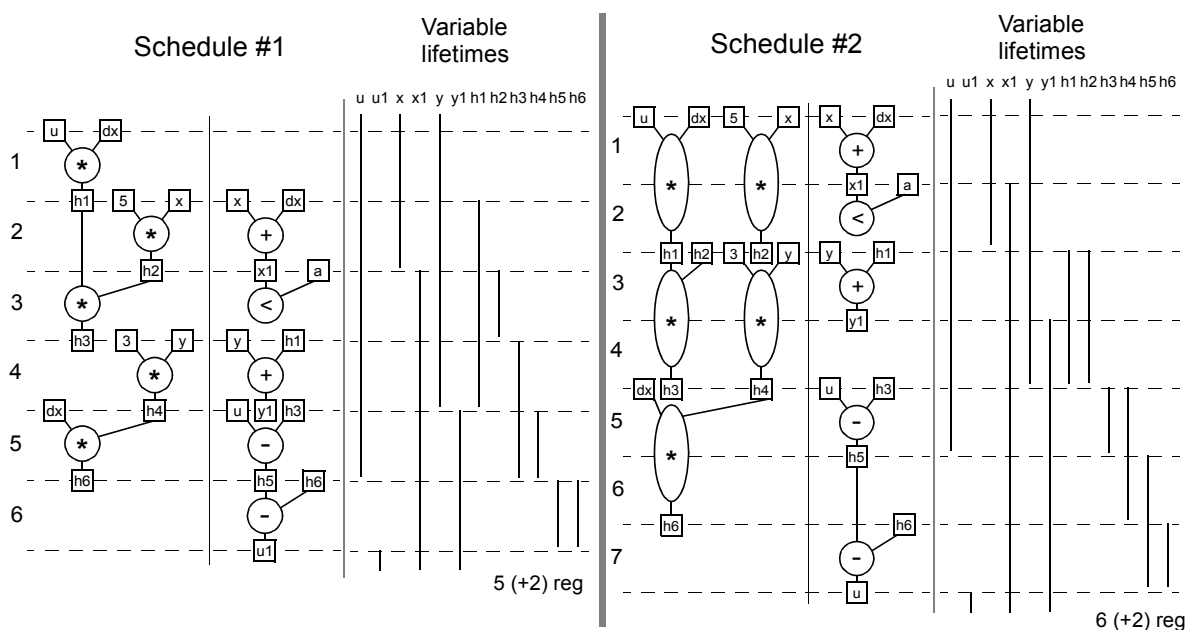 Schedule #1
Variable
lifetimes
u u1 x x1 y y1 h1 h2 h3 h4 h5 h6
u dx
1
*
h1 5 x x dx
2
* +
h2 x1 a
3
* <
h3 3 y y h1
4
* +
dx h4 u y1 h3
5
* -
h6 h5 h6
6
-
u1
5 (+2) reg
Schedule #2
Variable
lifetimes
u u1 x x1 y y1 h1 h2 h3 h4 h5 h6
u dx 5 x x dx
1
+
* * x1 a
2
<
h1 h2 3 h2 y y h1
3
+
* * y1
4
dx h3 h4 u h3
5
-
* h5
6
h6 h6
7
-
u
6 (+2) reg